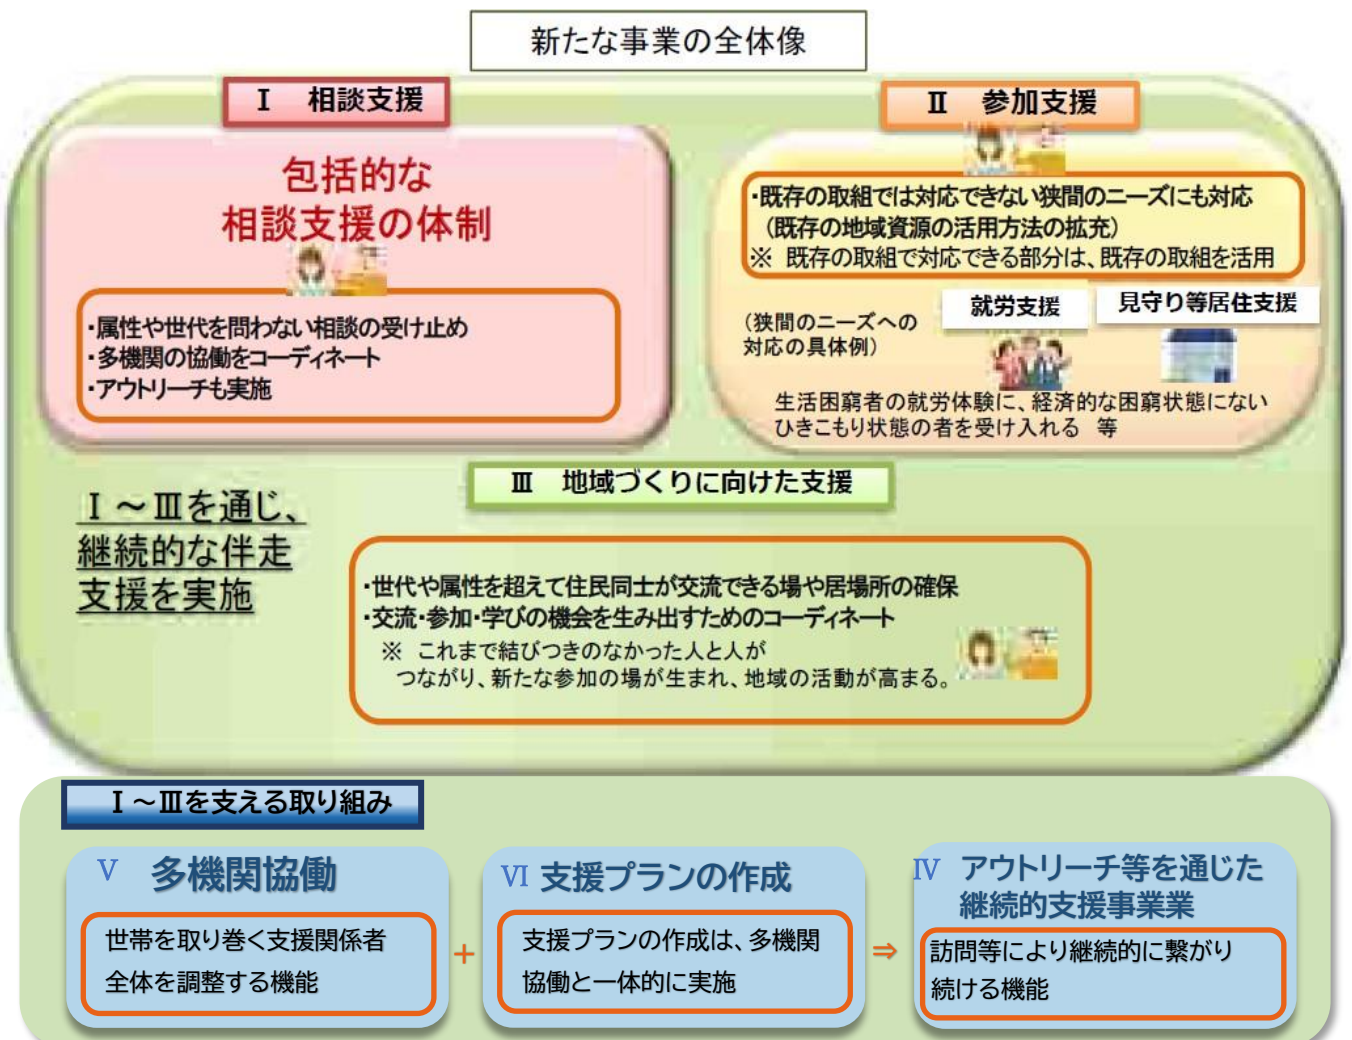 新たな事業の全体像
Ⅰ 相談支援
包括的な
相談支援の体制
・属性や世代を問わない相談の受け止め
・多機関の協働をコーディネート
・アウトリーチも実施
Ⅱ 参加支援
・既存の取組では対応できない狭間のニーズにも対応
（既存の地域資源の活用方法の拡充）
※ 既存の取組で対応できる部分は、既存の取組を活用
（狭間のニーズへの
対応の具体例）
就労支援
見守り等居住支援
生活困窮者の就労体験に、経済的な困窮状態にない
ひきこもり状態の者を受け入れる 等
Ⅰ～Ⅲを通じ、
継続的な伴走
支援を実施
Ⅲ 地域づくりに向けた支援
・世代や属性を超えて住民同士が交流できる場や居場所の確保
・交流・参加・学びの機会を生み出すためのコーディネート
※ これまで結びつきのなかった人と人が
つながり、新たな参加の場が生まれ、地域の活動が高まる。
Ⅰ～Ⅲを支える取り組み
Ⅴ 多機関協働
世帯を取り巻く支援関係者
全体を調整する機能
＋
Ⅵ 支援プランの作成
支援プランの作成は、多機関
協働と一体的に実施
⇒
Ⅳ アウトリーチ等を通じた
継続的支援事業業
訪問等により継続的に繋がり
続ける機能